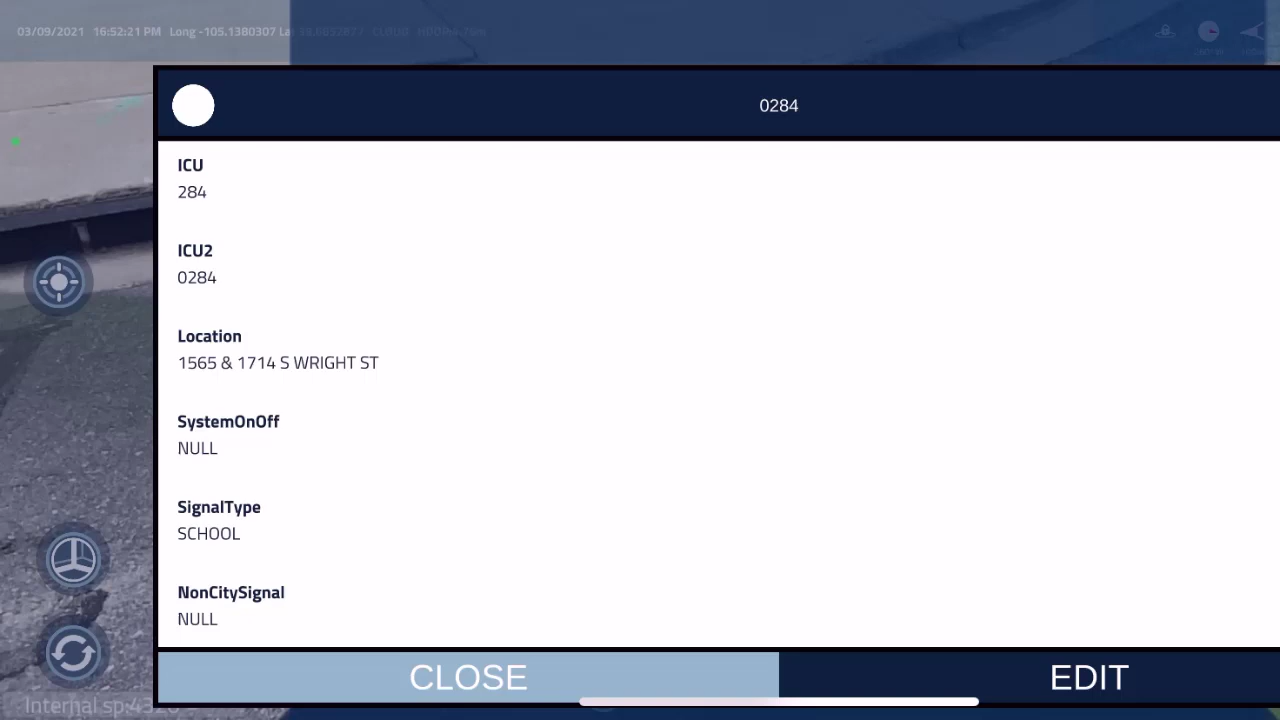 03/09/2021 16:52:21 PM Long -105.1380307
0284
ICU
284
ICU2
0284
Location
1565 & 1714 S WRIGHT ST
SystemOnOff
NULL
SignalType
SCHOOL
NonCitySignal
NULL
CLOSE
EDIT
Internal